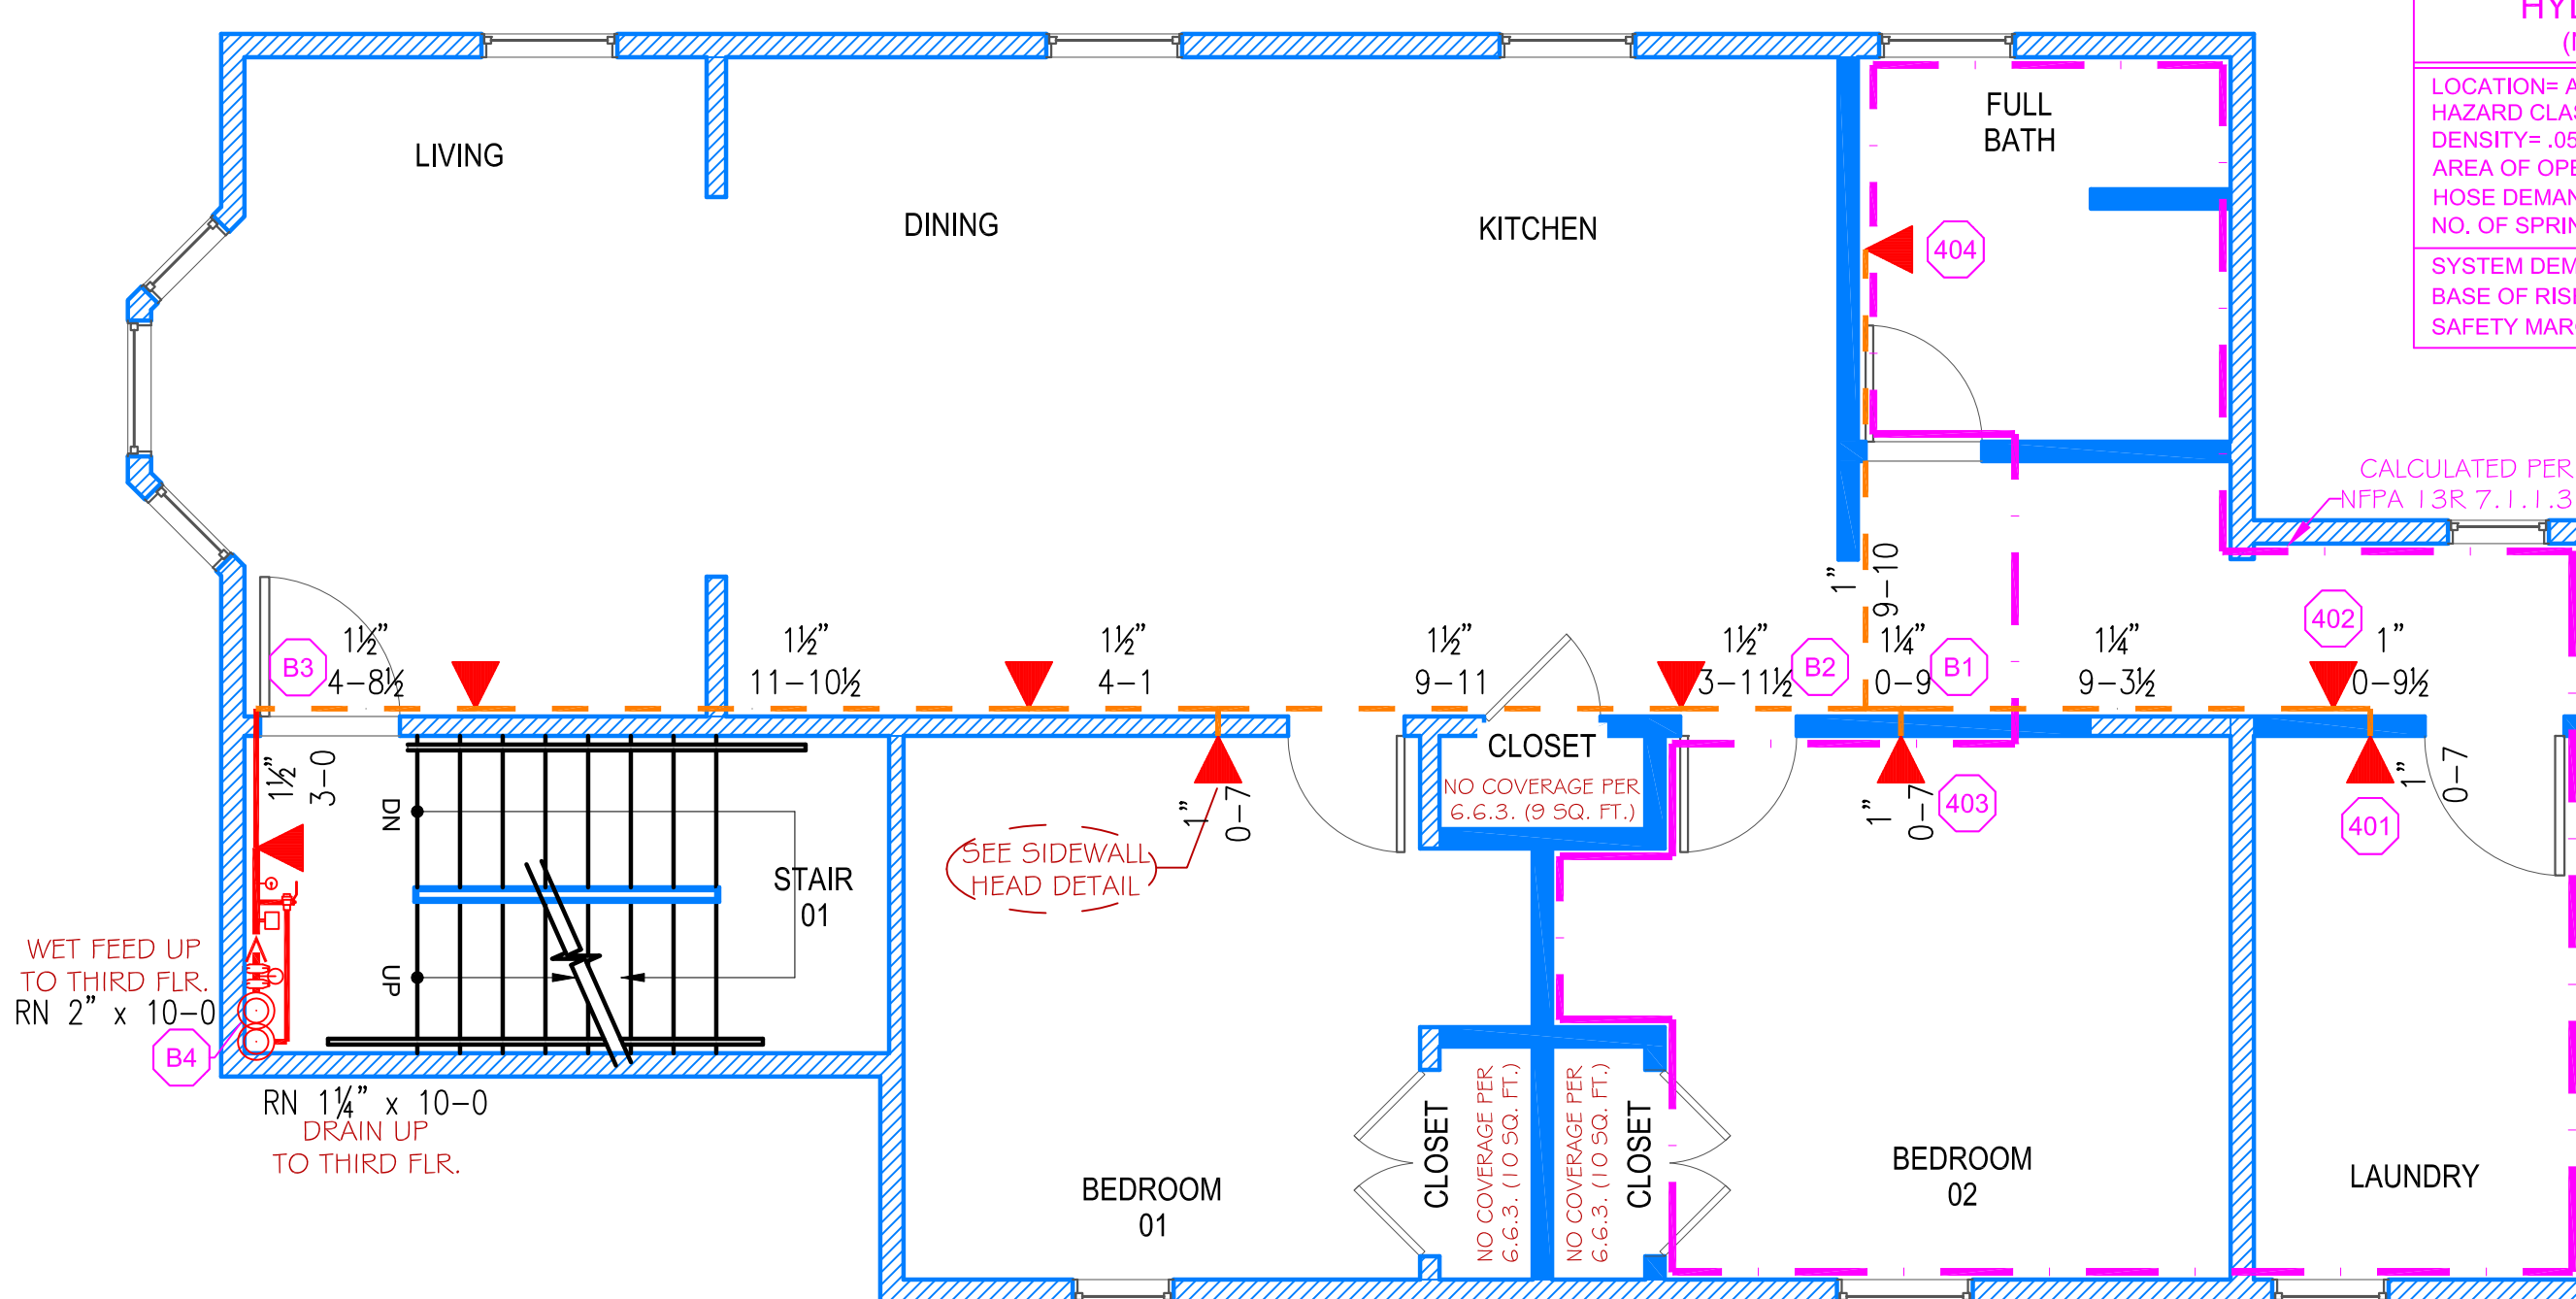 HYD
LOCATION= A
HAZARD CLAS
DENSITY= .05
AREA OF OPE
HOSE DEMAN
NO. OF SPRIN
SYSTEM DEM
BASE OF RISE
SAFETY MARG
LIVING
DINING
KITCHEN
FULL
BATH
404
CALCULATED PER
NFPA 13R 7.1.1.3
B3
1½"
4-8½
1½"
11-10½
1½"
4-1
1½"
9-11
1½"
3-11½
B2
1"
9-10
1¼"
0-9
B1
1¼"
9-3½
402
1"
0-9½
1½"
3-0
DN
UP
STAIR
01
SEE SIDEWALL
HEAD DETAIL
1"
0-7
CLOSET
NO COVERAGE PER
6.6.3. (9 SQ. FT.)
1"
0-7
403
401
1"
0-7
WET FEED UP
TO THIRD FLR.
RN 2" x 10-0
B4
RN 1¼" x 10-0
DRAIN UP
TO THIRD FLR.
BEDROOM
01
CLOSET
NO COVERAGE PER
6.6.3. (10 SQ. FT.)
NO COVERAGE PER
6.6.3. (10 SQ. FT.)
CLOSET
BEDROOM
02
LAUNDRY